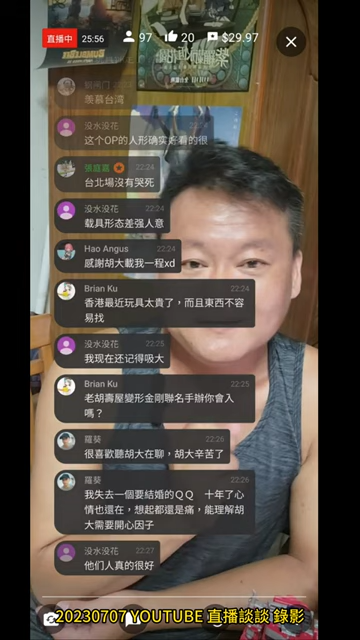 直播中 25:56 97 20 $29.97
羡慕台湾
没水没花 22:24
这个OP的人形确实好看的很
22:24
台北場沒有哭死
没水没花 22:24
载具形态差强人意
Hao Angus 22:24
感謝胡大載我一程xd
Brian Ku 22:24
香港最近玩具太貴了，而且東西不容
易找
没水没花 22:25
我现在还记得吸大
Brian Ku 22:25
老胡壽屋變形金剛聯名手辦你會入
嗎？
羅葵 22:26
很喜歡聽胡大在聊，胡大辛苦了
羅葵 22:26
我失去一個要結婚的ＱＱ　十年了心
情也還在，想起都還是痛，能理解胡
大需要開心因子
没水没花 22:27
他们人真的很好
20230707 YOUTUBE 直播談談 錄影